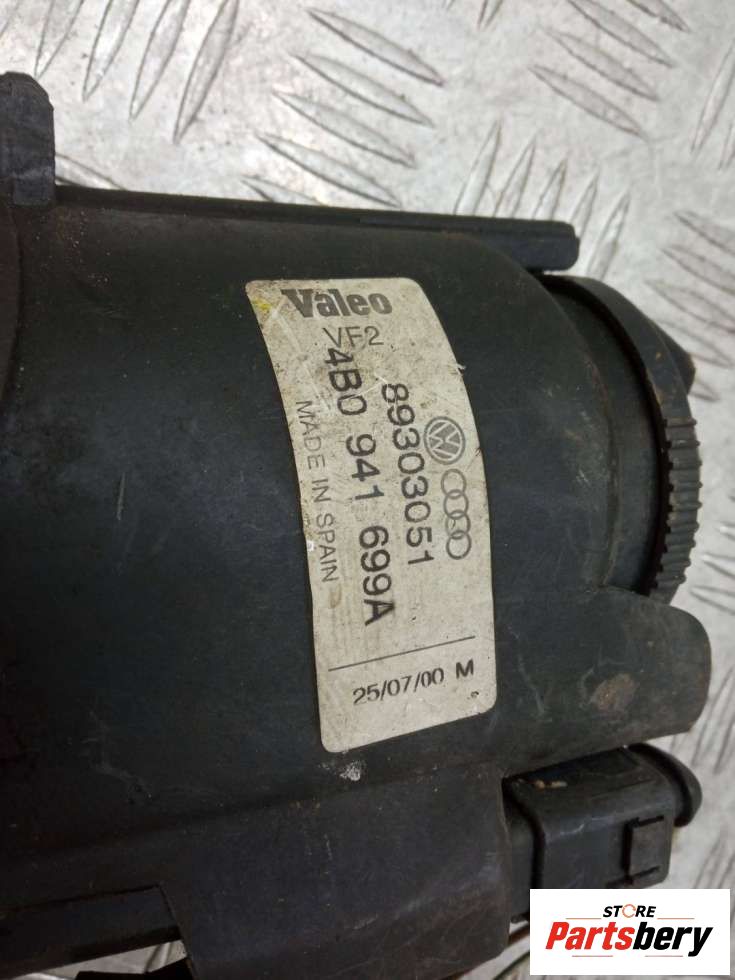 Valeo
VF2
89303051
4B0 941 699A
MADE IN SPAIN
25/07/00 M
STORE
Partsbery